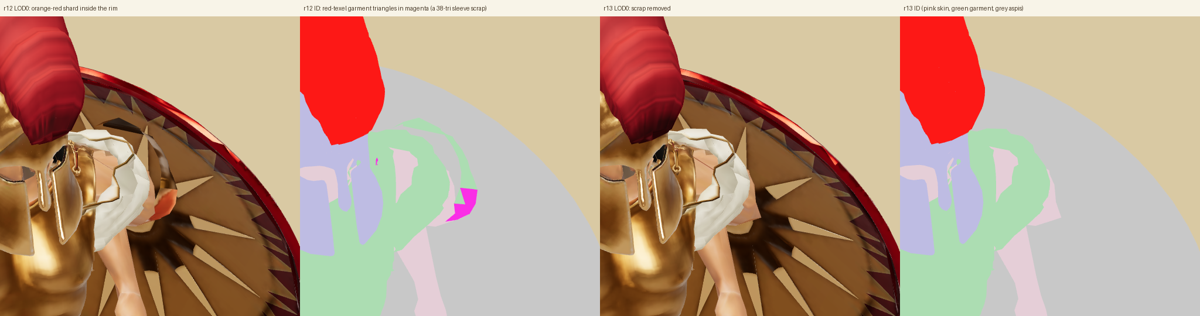 r12 LOD0: orange-red shard inside the rim
r12 ID: red-texel garment triangles in magenta (a 38-tri sleeve scrap)
r13 LOD0: scrap removed
r13 ID (pink skin, green garment, grey aspis)